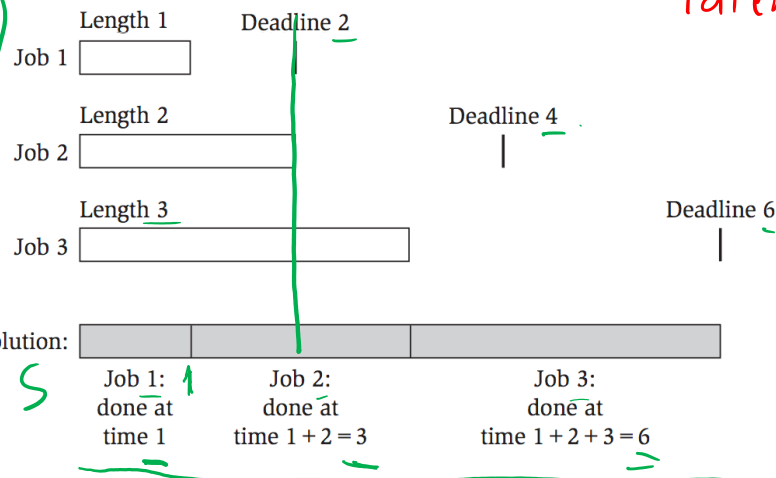 late
Length 1
Deadline 2
Job 1
Length 2
Deadline 4
Job 2
Length 3
Deadline 6
Job 3
lution:
S
1
Job 1:
done at
time 1
Job 2:
done at
time 1 + 2 = 3
Job 3:
done at
time 1 + 2 + 3 = 6